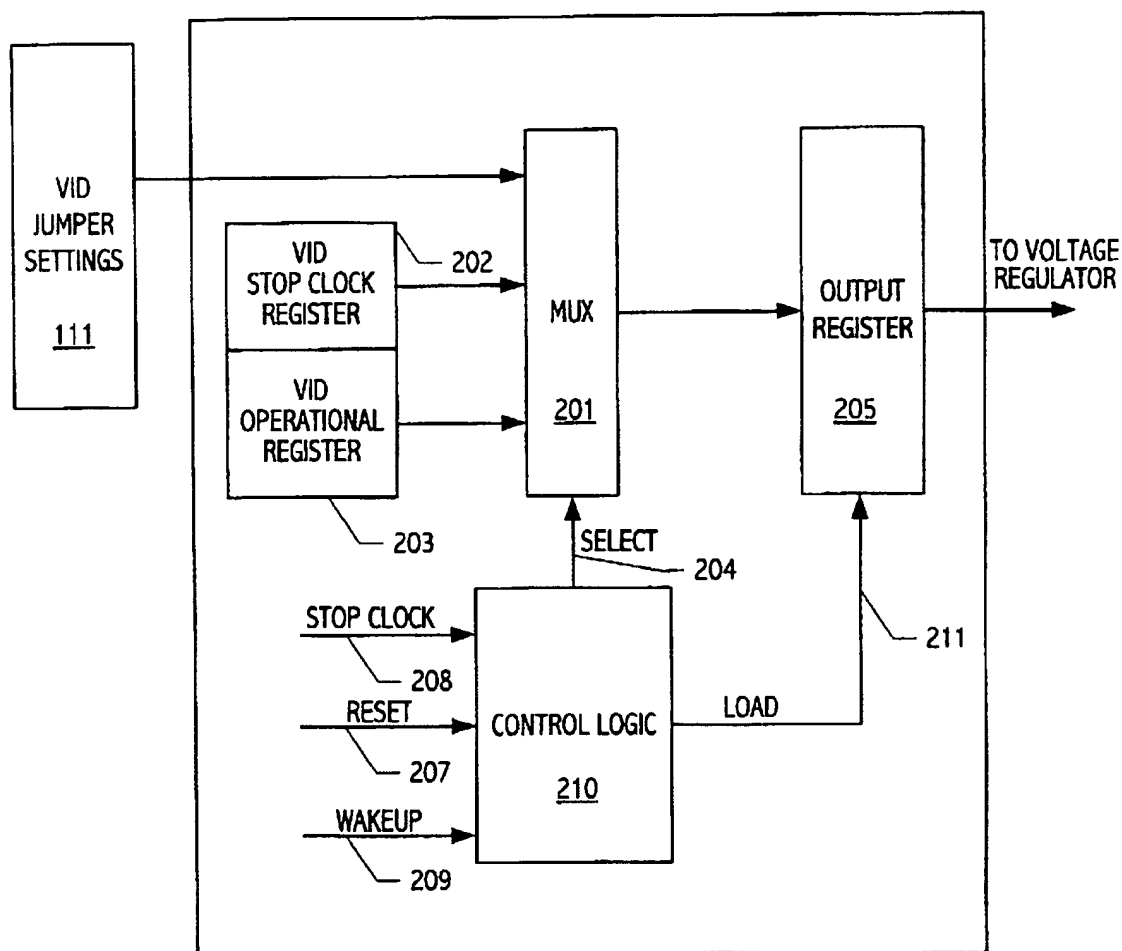 VID
JUMPER
SETTINGS
111
VID
STOP CLOCK
REGISTER
202
VID
OPERATIONAL
REGISTER
203
MUX
201
OUTPUT
REGISTER
205
TO VOLTAGE
REGULATOR
SELECT
204
STOP CLOCK
208
RESET
207
WAKEUP
209
CONTROL LOGIC
210
LOAD
211